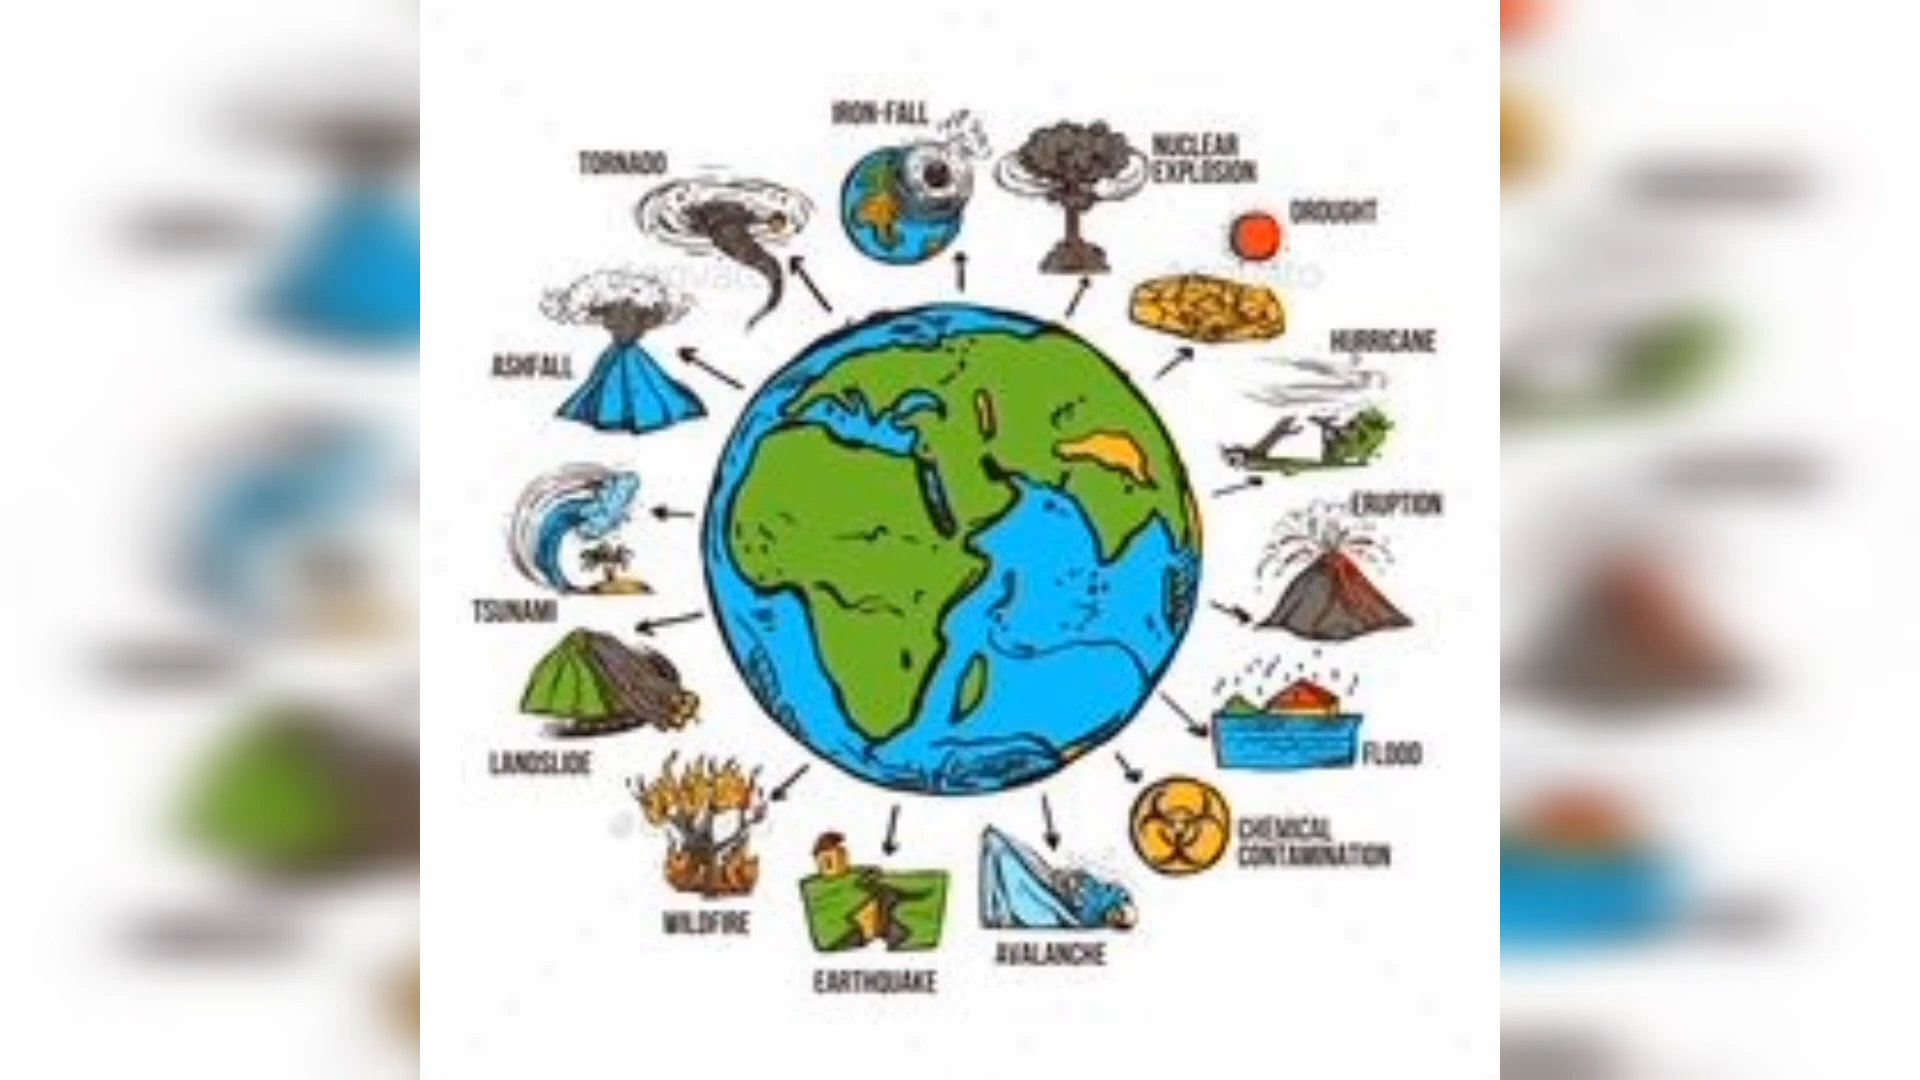 IRON-FALL
TORNADO
NUCLEAR
EXPLOSION
DROUGHT
HURRICANE
ASHFALL
ERUPTION
TSUNAMI
FLOOD
LANDSLIDE
CHEMICAL
CONTAMINATION
WILDFIRE
AVALANCHE
EARTHQUAKE